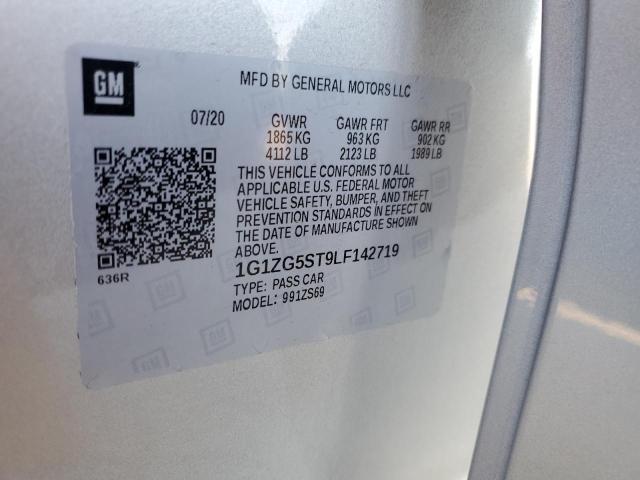 GM
MFD BY GENERAL MOTORS LLC
07/20 GVWR GAWR FRT GAWR RR
1865 KG 963 KG 902 KG
4112 LB 2123 LB 1989 LB
THIS VEHICLE CONFORMS TO ALL
APPLICABLE U.S. FEDERAL MOTOR
VEHICLE SAFETY, BUMPER, AND THEFT
PREVENTION STANDARDS IN EFFECT ON
THE DATE OF MANUFACTURE SHOWN
ABOVE.
636R
1G1ZG5ST9LF142719
TYPE: PASS CAR
MODEL: 991ZS69